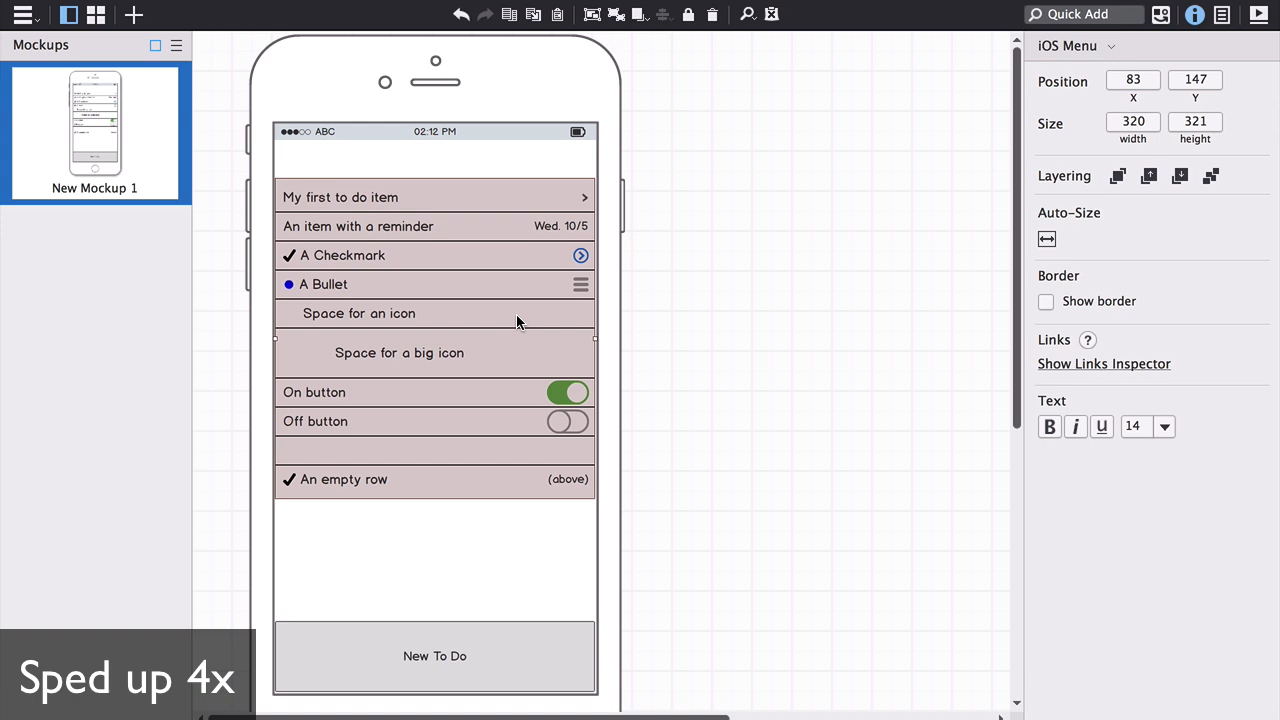 Quick Add
Mockups
New Mockup 1
ABC 02:12 PM
My first to do item
An item with a reminder Wed. 10/5
A Checkmark
A Bullet
Space for an icon
Space for a big icon
On button
Off button
An empty row (above)
New To Do
iOS Menu
Position 83 147
X Y
Size 320 321
width height
Layering
Auto-Size
Border
Show border
Links ?
Show Links Inspector
Text
B i U 14
Sped up 4x